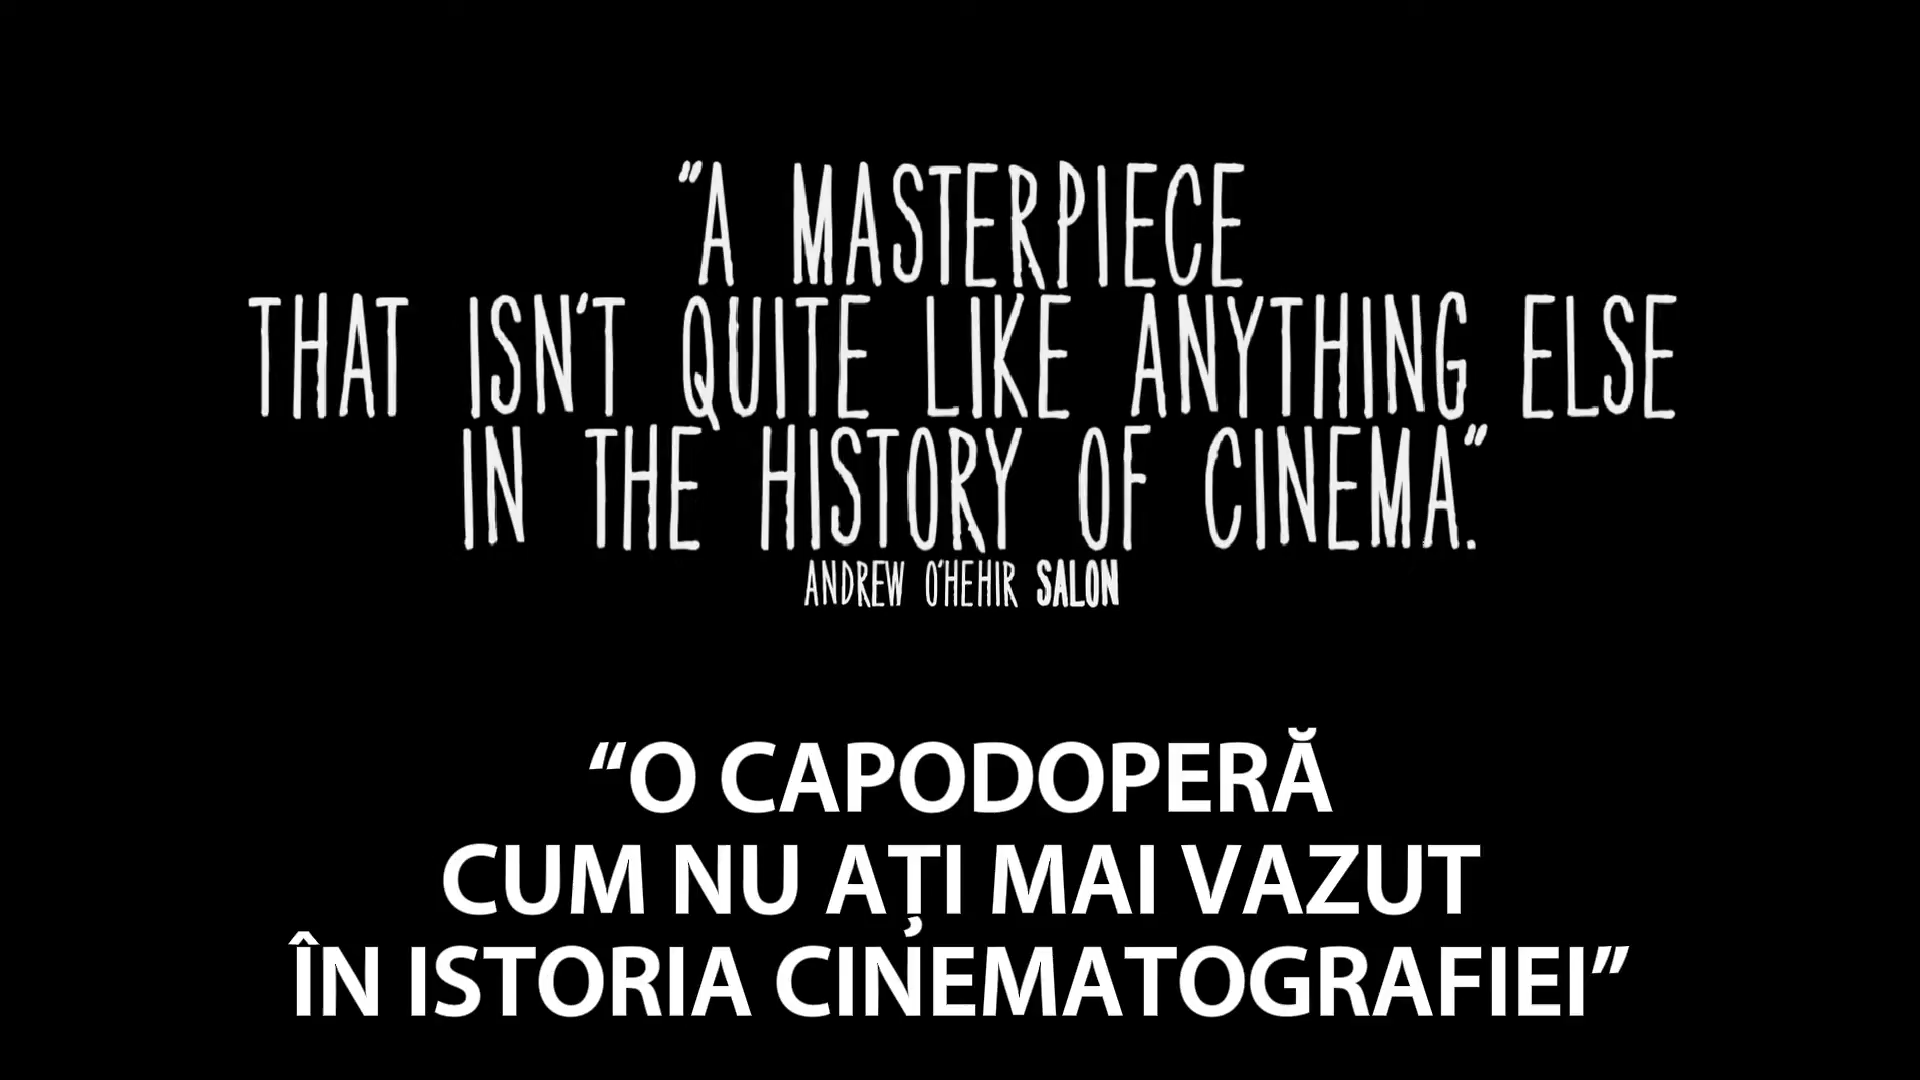 "A MASTERPIECE
THAT ISN'T QUITE LIKE ANYTHING ELSE
IN THE HISTORY OF CINEMA."
ANDREW O'HEHIR SALON
“O CAPODOPERĂ
CUM NU AȚI MAI VAZUT
ÎN ISTORIA CINEMATOGRAFIEI”